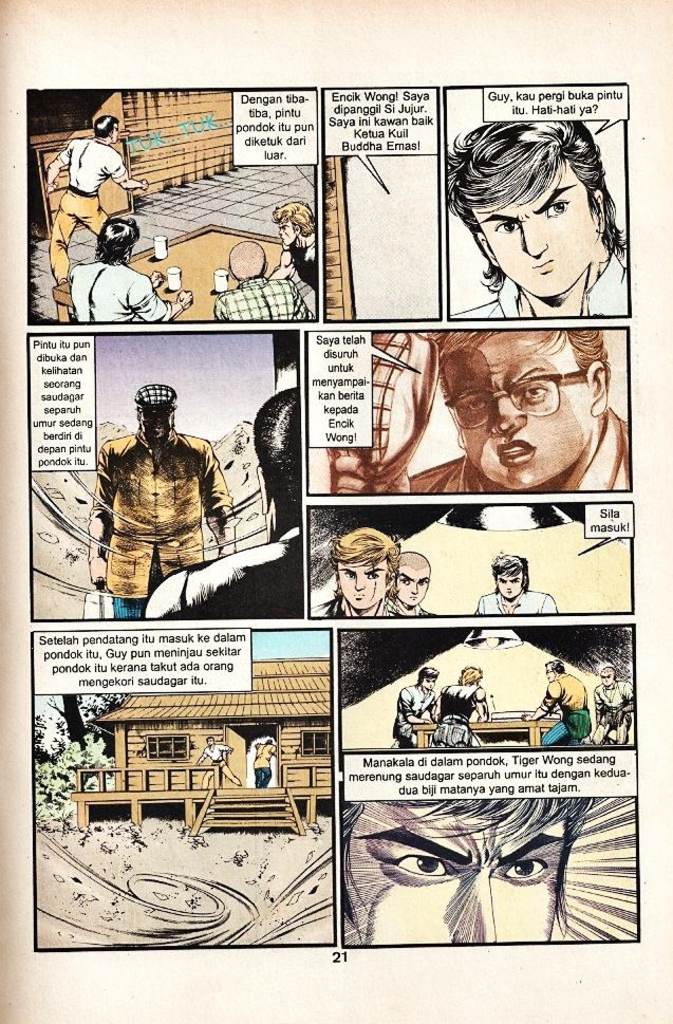 Dengan tiba-
tiba, pintu
pondok itu pun
diketuk dari
luar.
TUK.. TUK..
Encik Wong! Saya
dipanggil Si Jujur.
Saya ini kawan baik
Ketua Kuil
Buddha Emas!
Guy, kau pergi buka pintu
itu. Hati-hati ya?
Pintu itu pun
dibuka dan
kelihatan
seorang
saudagar
separuh
umur sedang
berdiri di
depan pintu
pondok itu.
Saya telah
disuruh
untuk
menyampai-
kan berita
kepada
Encik
Wong!
Sila
masuk!
Setelah pendatang itu masuk ke dalam
pondok itu, Guy pun meninjau sekitar
pondok itu kerana takut ada orang
mengekori saudagar itu.
Manakala di dalam pondok, Tiger Wong sedang
merenung saudagar separuh umur itu dengan kedua-
dua biji matanya yang amat tajam.
21